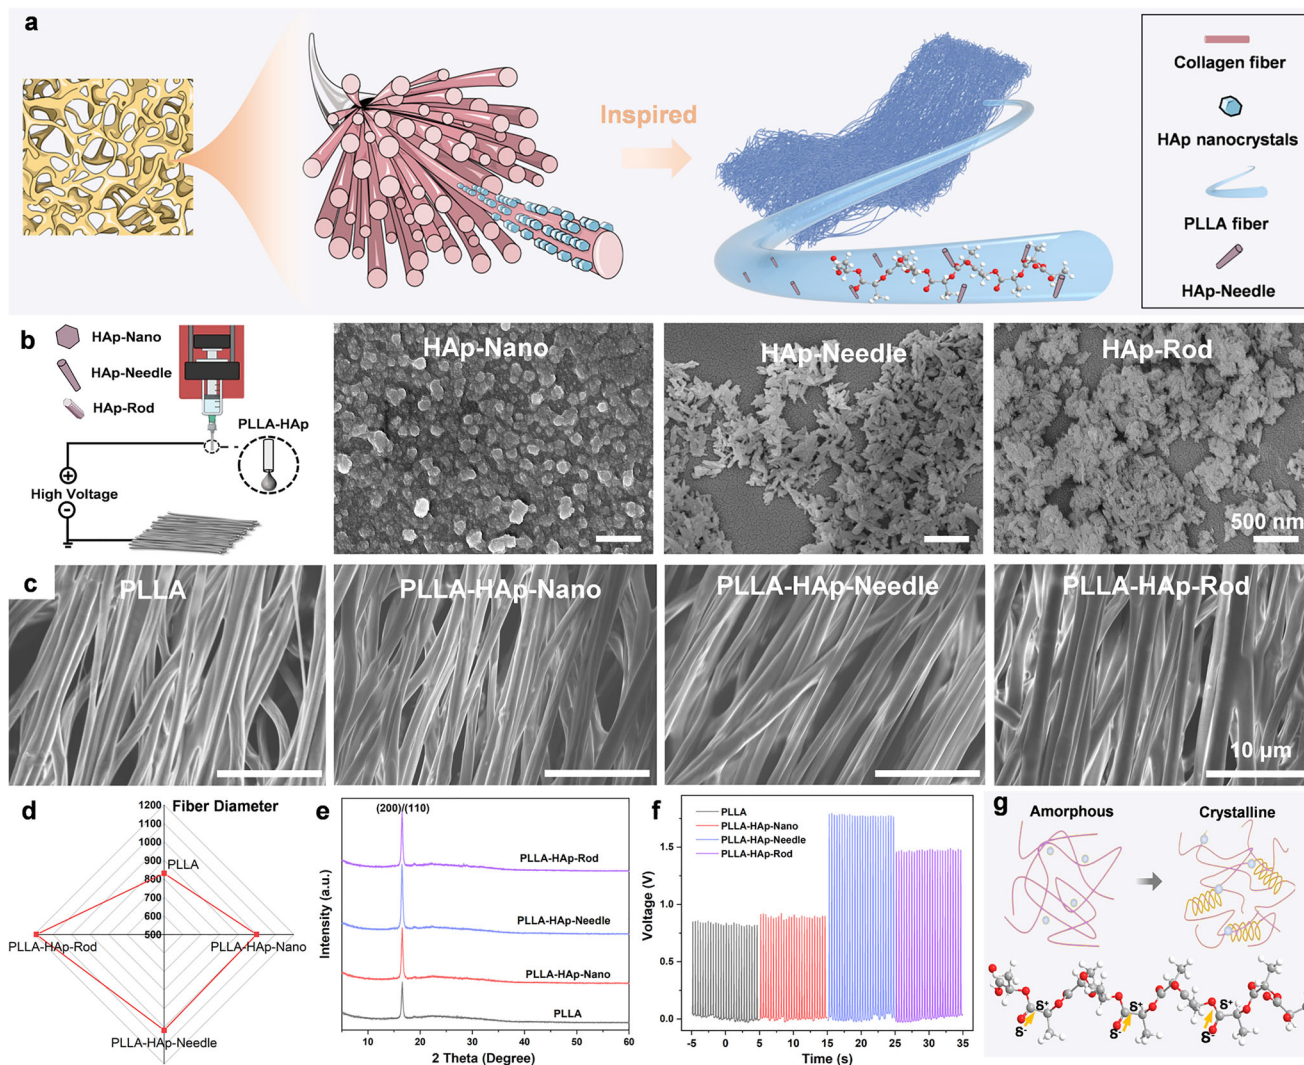 a
Inspired
Collagen fiber
HAp nanocrystals
PLLA fiber
HAp-Needle
b
HAp-Nano
HAp-Needle
HAp-Rod
PLLA-HAp
High Voltage
HAp-Nano
HAp-Needle
HAp-Rod
500 nm
c
PLLA
PLLA-HAp-Nano
PLLA-HAp-Needle
PLLA-HAp-Rod
10 µm
d
Fiber Diameter
1200
1100
1000
900
800
700
600
500
PLLA
PLLA-HAp-Rod
PLLA-HAp-Nano
PLLA-HAp-Needle
e
(200)/(110)
PLLA-HAp-Rod
PLLA-HAp-Needle
PLLA-HAp-Nano
PLLA
Intensity (a.u.)
10 20 30 40 50 60
2 Theta (Degree)
f
PLLA
PLLA-HAp-Nano
PLLA-HAp-Needle
PLLA-HAp-Rod
Voltage (V)
1.5
1.0
0.5
0.0
-5 0 5 10 15 5 10 15 25 35
Time (s)
g
Amorphous
Crystalline
δ+
δ-
δ+
δ-
δ+
δ-